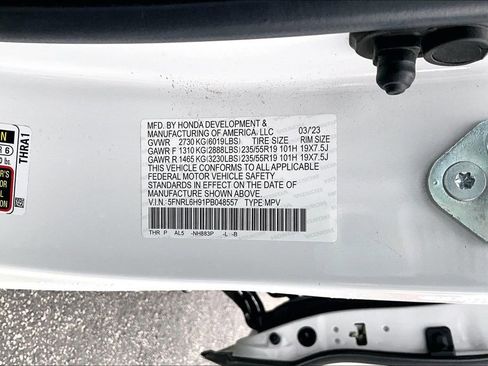 MFD. BY HONDA DEVELOPMENT & 03/'23
MANUFACTURING OF AMERICA, LLC
GVWR 2730 KG(6019LBS) TIRE SIZE RIM SIZE
GAWR F 1310 KG(2888LBS) 235/55R19 101H 19X7.5J
GAWR R 1465 KG(3230LBS) 235/55R19 101H 19X7.5J
THIS VEHICLE CONFORMS TO ALL APPLICABLE
FEDERAL MOTOR VEHICLE SAFETY
STANDARDS IN EFFECT ON THE DATE OF
MANUFACTURE SHOWN ABOVE.
V.I.N.: 5FNRL6H91PB048557 TYPE MPV
THR P AL5 -NH883P -L -B
THRA1
6